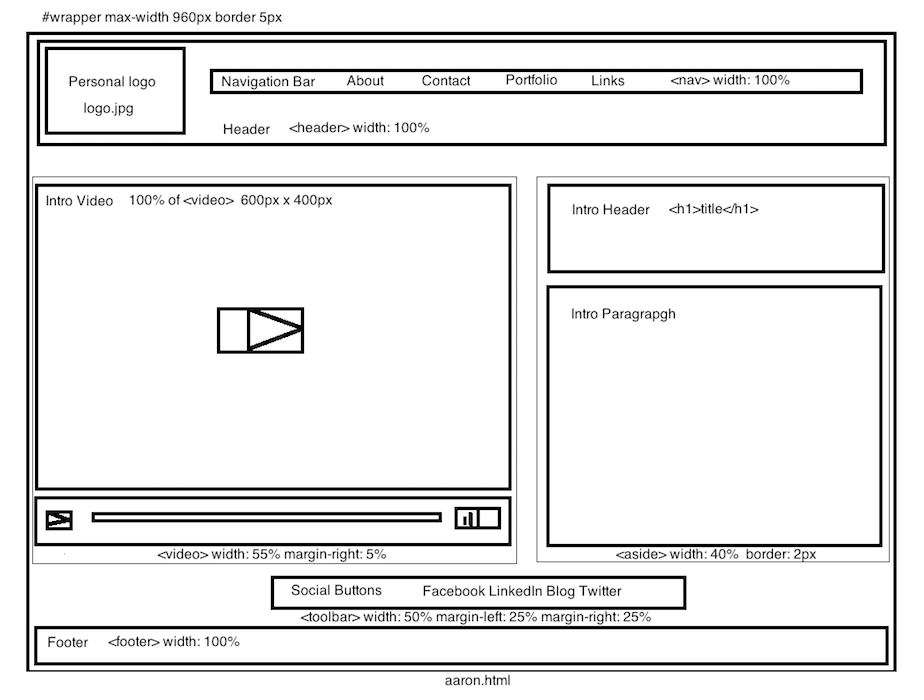 #wrapper max-width 960px border 5px
Personal logo
logo.jpg
Navigation Bar About Contact Portfolio Links <nav> width: 100%
Header <header> width: 100%
Intro Video 100% of <video> 600px x 400px
<video> width: 55% margin-right: 5%
Intro Header <h1>title</h1>
Intro Paragrapgh
<aside> width: 40% border: 2px
Social Buttons Facebook LinkedIn Blog Twitter
<toolbar> width: 50% margin-left: 25% margin-right: 25%
Footer <footer> width: 100%
aaron.html